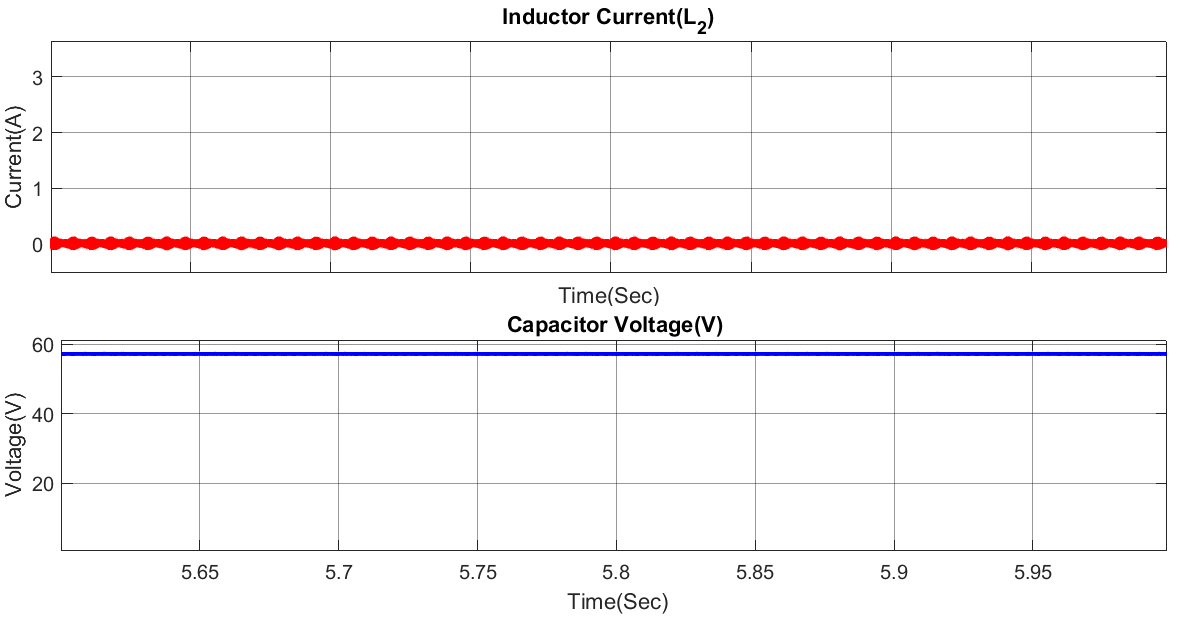 Inductor Current(L2)
Current(A)
3
2
1
0
Time(Sec)
Capacitor Voltage(V)
Voltage(V)
60
40
20
5.65 5.7 5.75 5.8 5.85 5.9 5.95
Time(Sec)